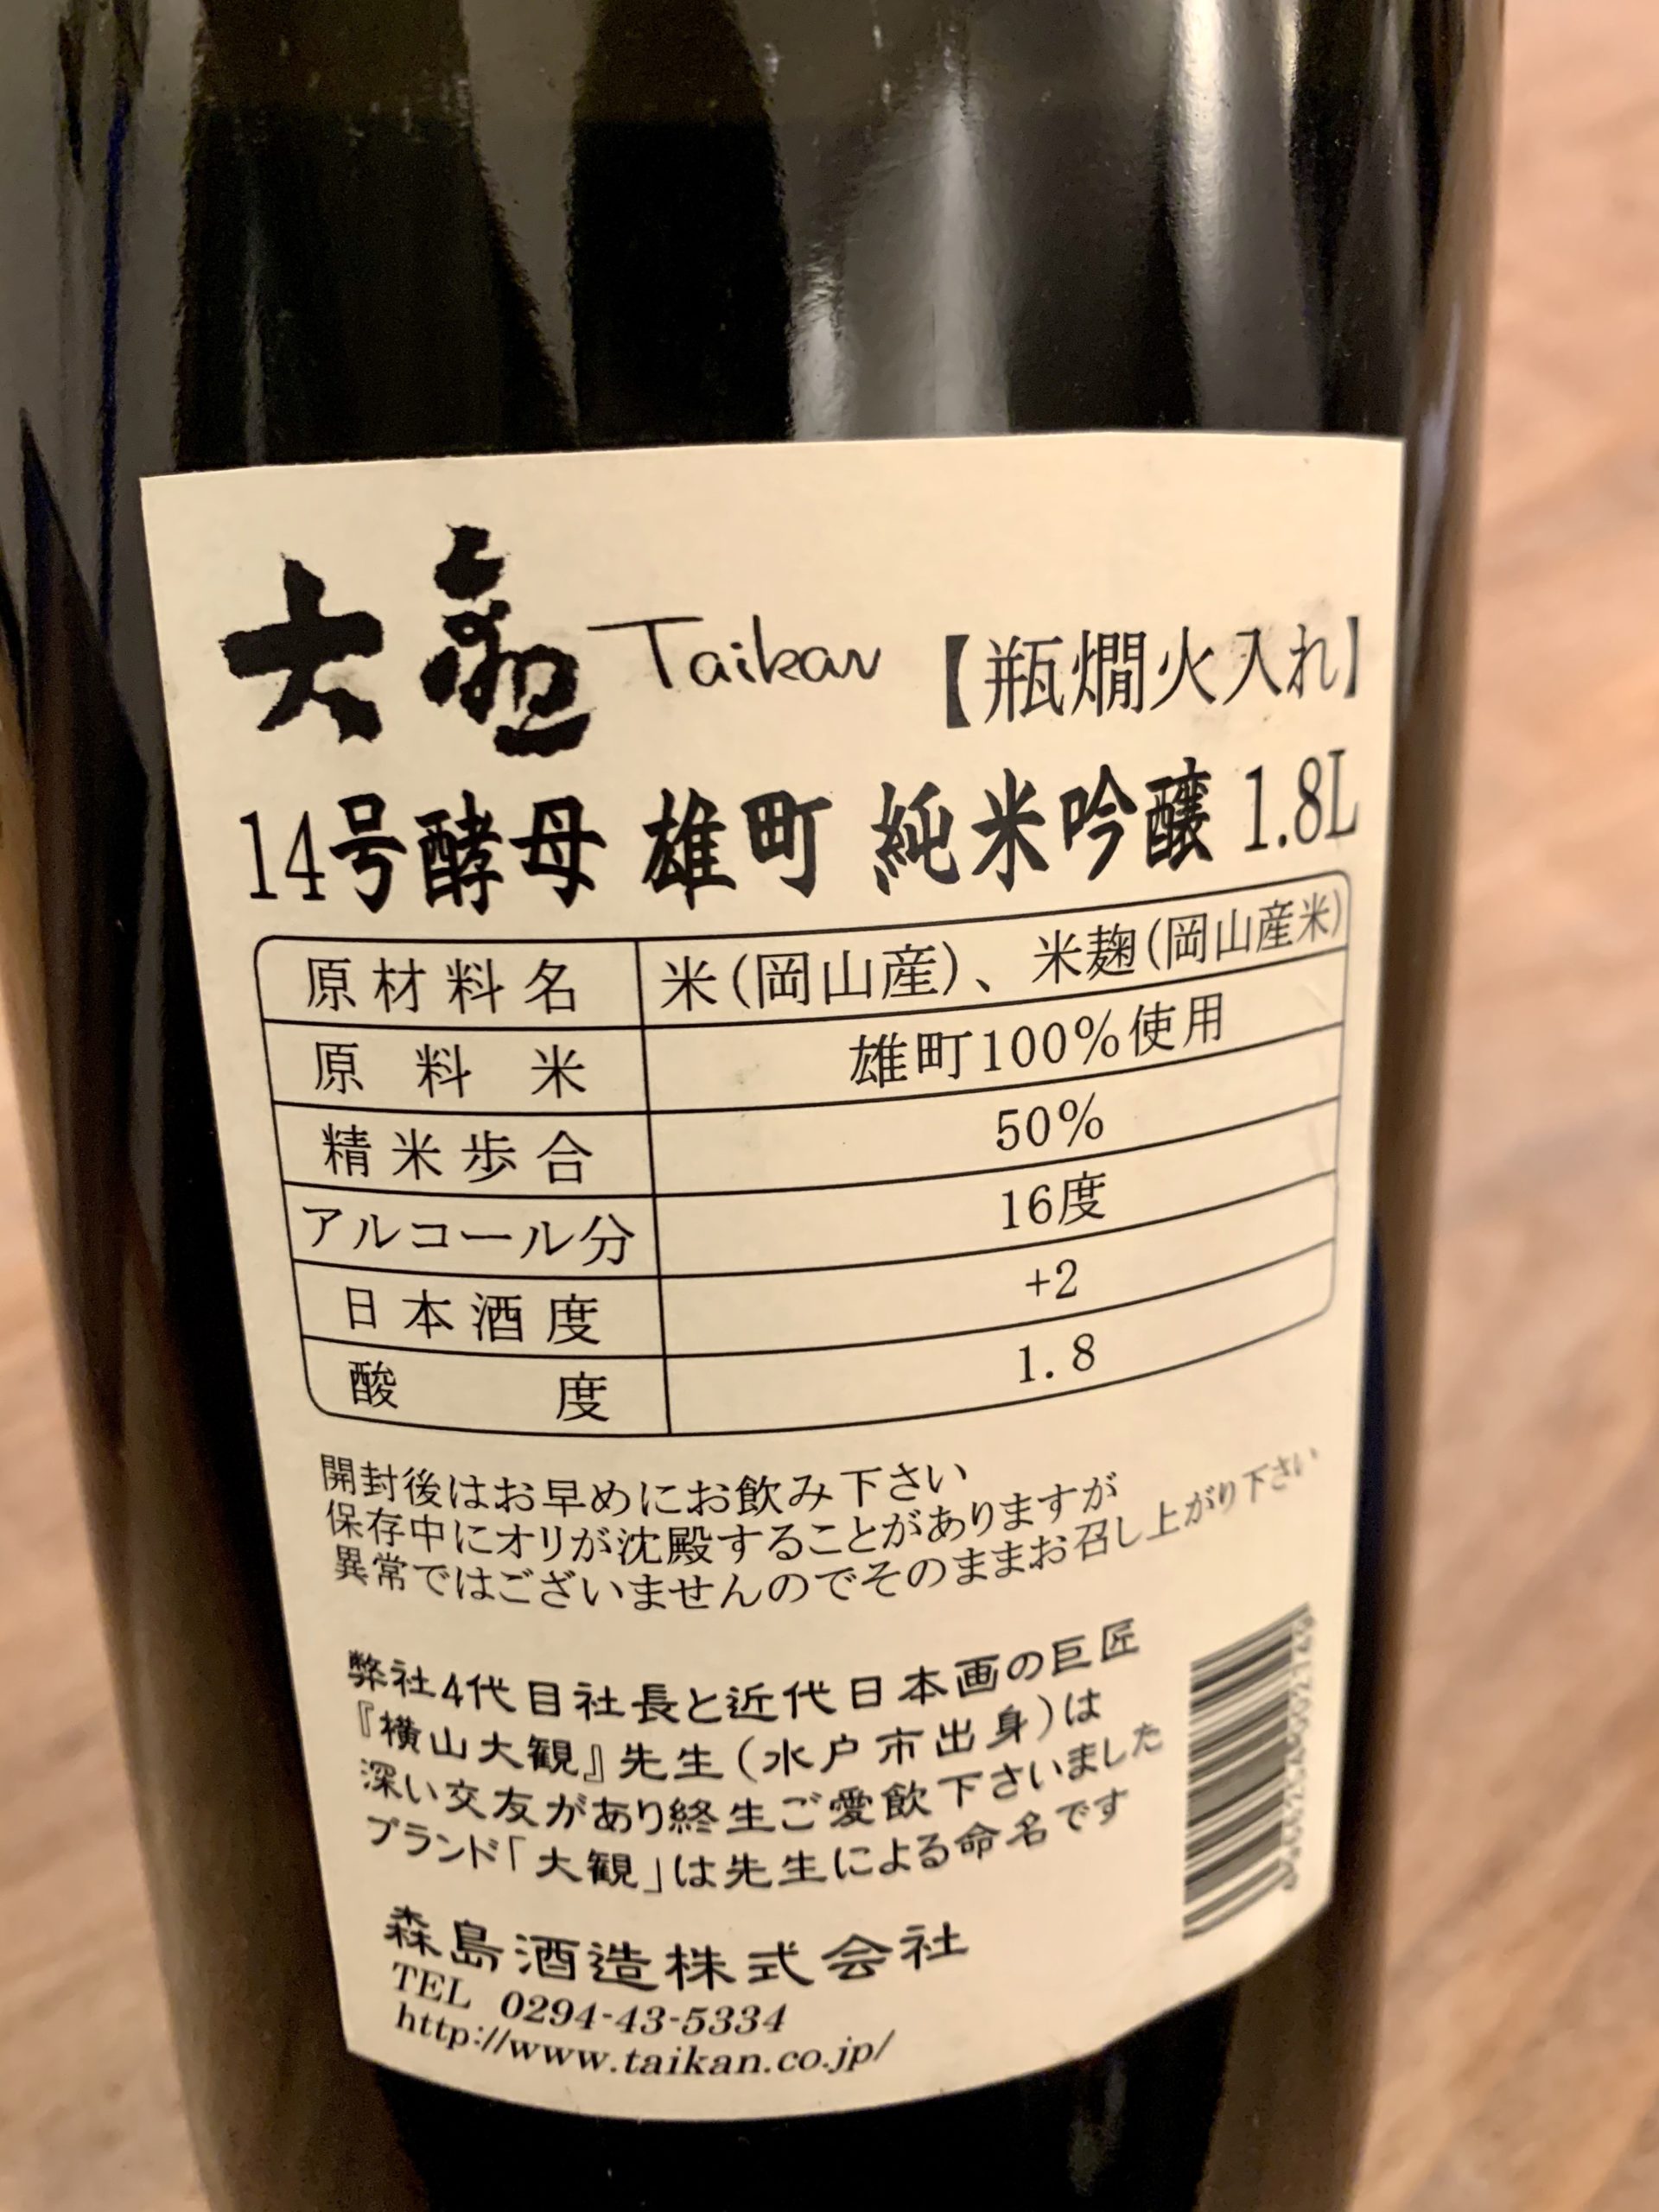 大観 Taikan 【瓶燗火入れ】
14号酵母 雄町 純米吟醸 1.8L
原材料名 米(岡山産)、米麹(岡山産米)
原料米 雄町100%使用
精米歩合 50%
アルコール分 16度
日本酒度 +2
酸度 1.8
開封後はお早めにお飲み下さい
保存中にオリが沈殿することがありますが
異常ではございませんのでそのままお召し上がり下さい
弊社4代目社長と近代日本画の巨匠
『横山大観』先生(水戸市出身)は
深い交友があり終生ご愛飲下さいました
ブランド「大観」は先生による命名です
森島酒造株式会社
TEL 0294-43-5334
http://www.taikan.co.jp/